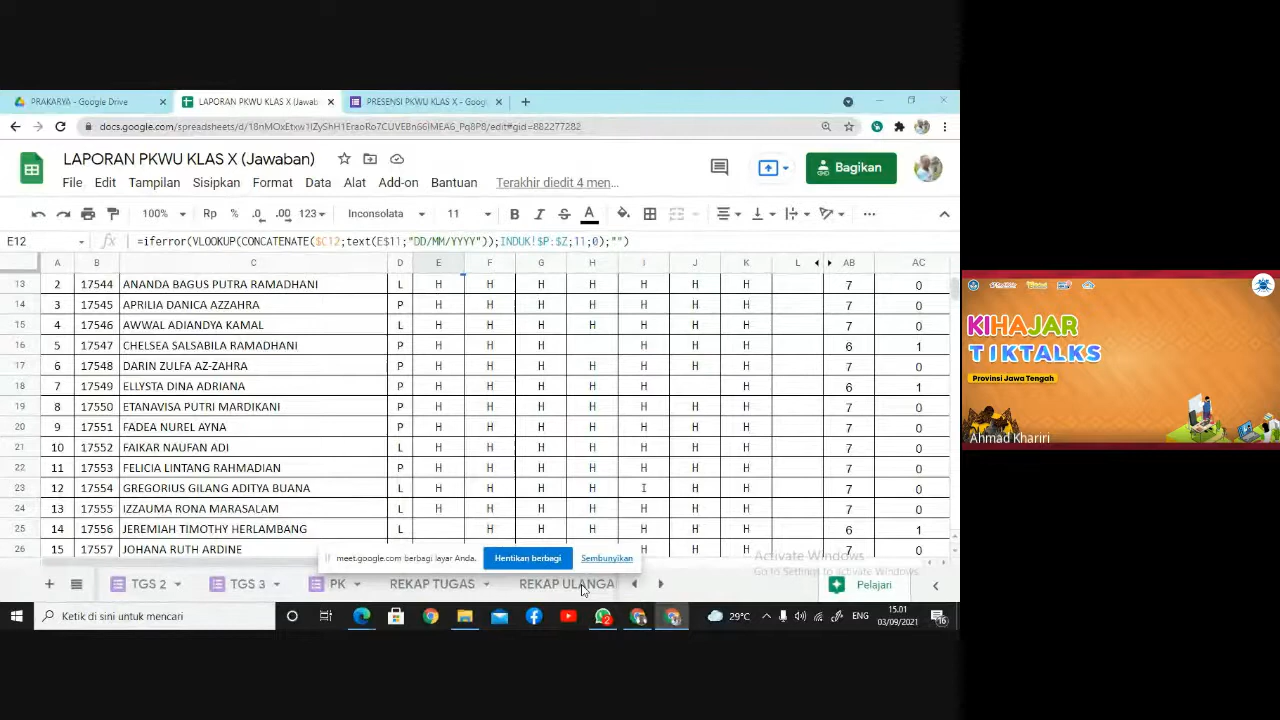 PRAKARYA - Google Drive
LAPORAN PKWU KLAS X (Jawab
PRESENSI PKWU KLAS X - Goog
docs.google.com/spreadsheets/d/
LAPORAN PKWU KLAS X (Jawaban)
File Edit Tampilan Sisipkan Format Data Alat Add-on Bantuan Terakhir diedit 4 men...
Bagikan
100% Rp % .0 .00 123 Inconsolata 11 B I S A
E12 fx =iferror(VLOOKUP(CONCATENATE($C12;text(E$11;"DD/MM/YYYY"));INDUK!$P:$Z;11;0);"")
A B C D E F G H I J K L AB AC
13 2 17544 ANANDA BAGUS PUTRA RAMADHANI L H H H H H H H 7 0
14 3 17545 APRILIA DANICA AZZAHRA P H H H H H H H 7 0
15 4 17546 AWWAL ADIANDYA KAMAL L H H H H H H H 7 0
16 5 17547 CHELSEA SALSABILA RAMADHANI P H H H H H H 6 1
17 6 17548 DARIN ZULFA AZ-ZAHRA P H H H H H H H 7 0
18 7 17549 ELLYSTA DINA ADRIANA P H H H H H H 6 1
19 8 17550 ETANAVISA PUTRI MARDIKANI P H H H H H H H 7 0
20 9 17551 FADEA NUREL AYNA P H H H H H H H 7 0
21 10 17552 FAIKAR NAUFAN ADI L H H H H H H H 7 0
22 11 17553 FELICIA LINTANG RAHMADIAN P H H H H H H H 7 0
23 12 17554 GREGORIUS GILANG ADITYA BUANA L H H H H I H H 7 0
24 13 17555 IZZAUMA RONA MARASALAM L H H H H H H H 7 0
25 14 17556 JEREMIAH TIMOTHY HERLAMBANG L H H H H H H 6 1
26 15 17557 JOHANA RUTH ARDINE H H H 7 0
meet.google.com berbagi layar Anda. Hentikan berbagi Sembunyikan
Activate Windows
Go to Settings to activate Windows.
TGS 2 TGS 3 PK REKAP TUGAS REKAP ULANGA
Pelajari
Ketik di sini untuk mencari
2
29°C
ENG
15.01
03/09/2021
16
KIHAJAR
TIKTALKS
Provinsi Jawa Tengah
Ahmad Khariri